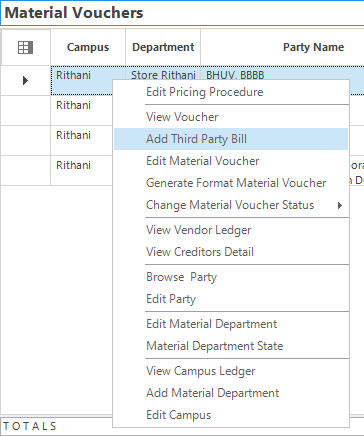 Material Vouchers
Campus Department Party Name
Rithani Store Rithani BHUV, BBBB
Rithani
Rithani
Rithani
Edit Pricing Procedure
View Voucher
Add Third Party Bill
Edit Material Voucher
Generate Format Material Voucher
Change Material Voucher Status
View Vendor Ledger
View Creditors Detail
Browse Party
Edit Party
Edit Material Department
Material Department State
View Campus Ledger
Add Material Department
Edit Campus
TOTALS